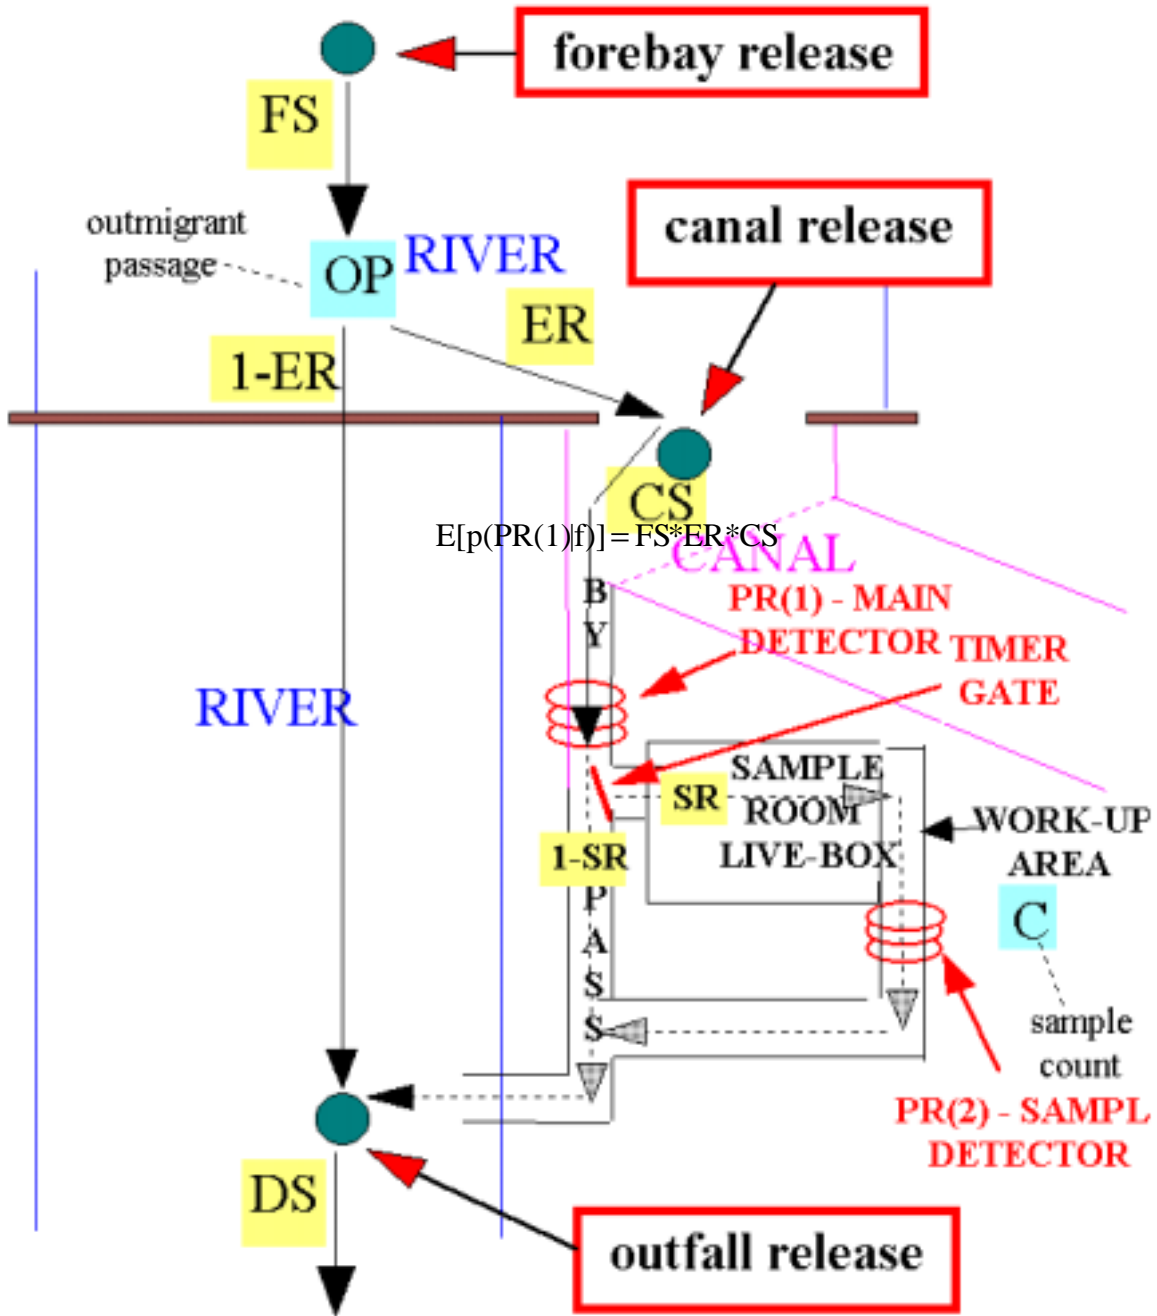 forebay release
FS
canal release
outmigrant
passage
OP
RIVER
ER
1-ER
CS
E[p(PR(1)|f)] = FS*ER*CS
CANAL
B
Y
PR(1) - MAIN
DETECTOR
TIMER
GATE
RIVER
SAMPLE
ROOM
LIVE-BOX
SR
1-SR
WORK-UP
AREA
P
A
S
S
C
sample
count
PR(2) - SAMPL
DETECTOR
DS
outfall release